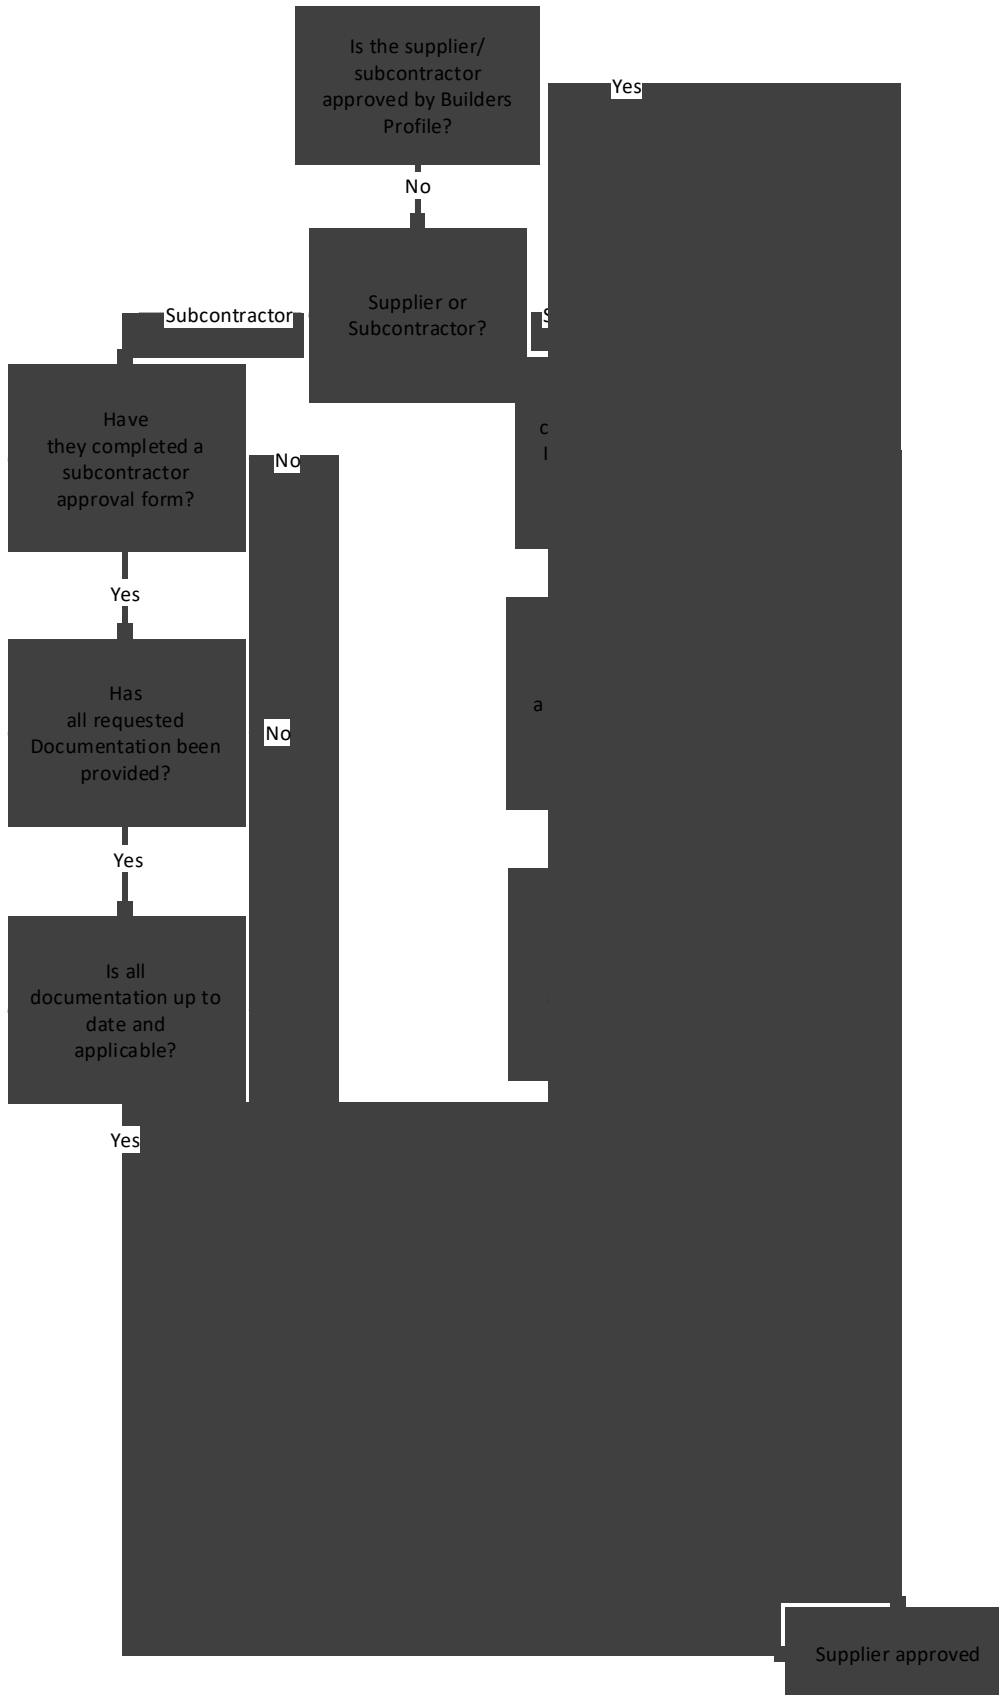 Is the supplier/
subcontractor
approved by Builders
Profile?
Yes
No
Supplier or
Subcontractor?
Subcontractor
Have
they completed a
subcontractor
approval form?
No
Yes
Has
all requested
Documentation been
provided?
No
Yes
Is all
documentation up to
date and
applicable?
Yes
Supplier approved